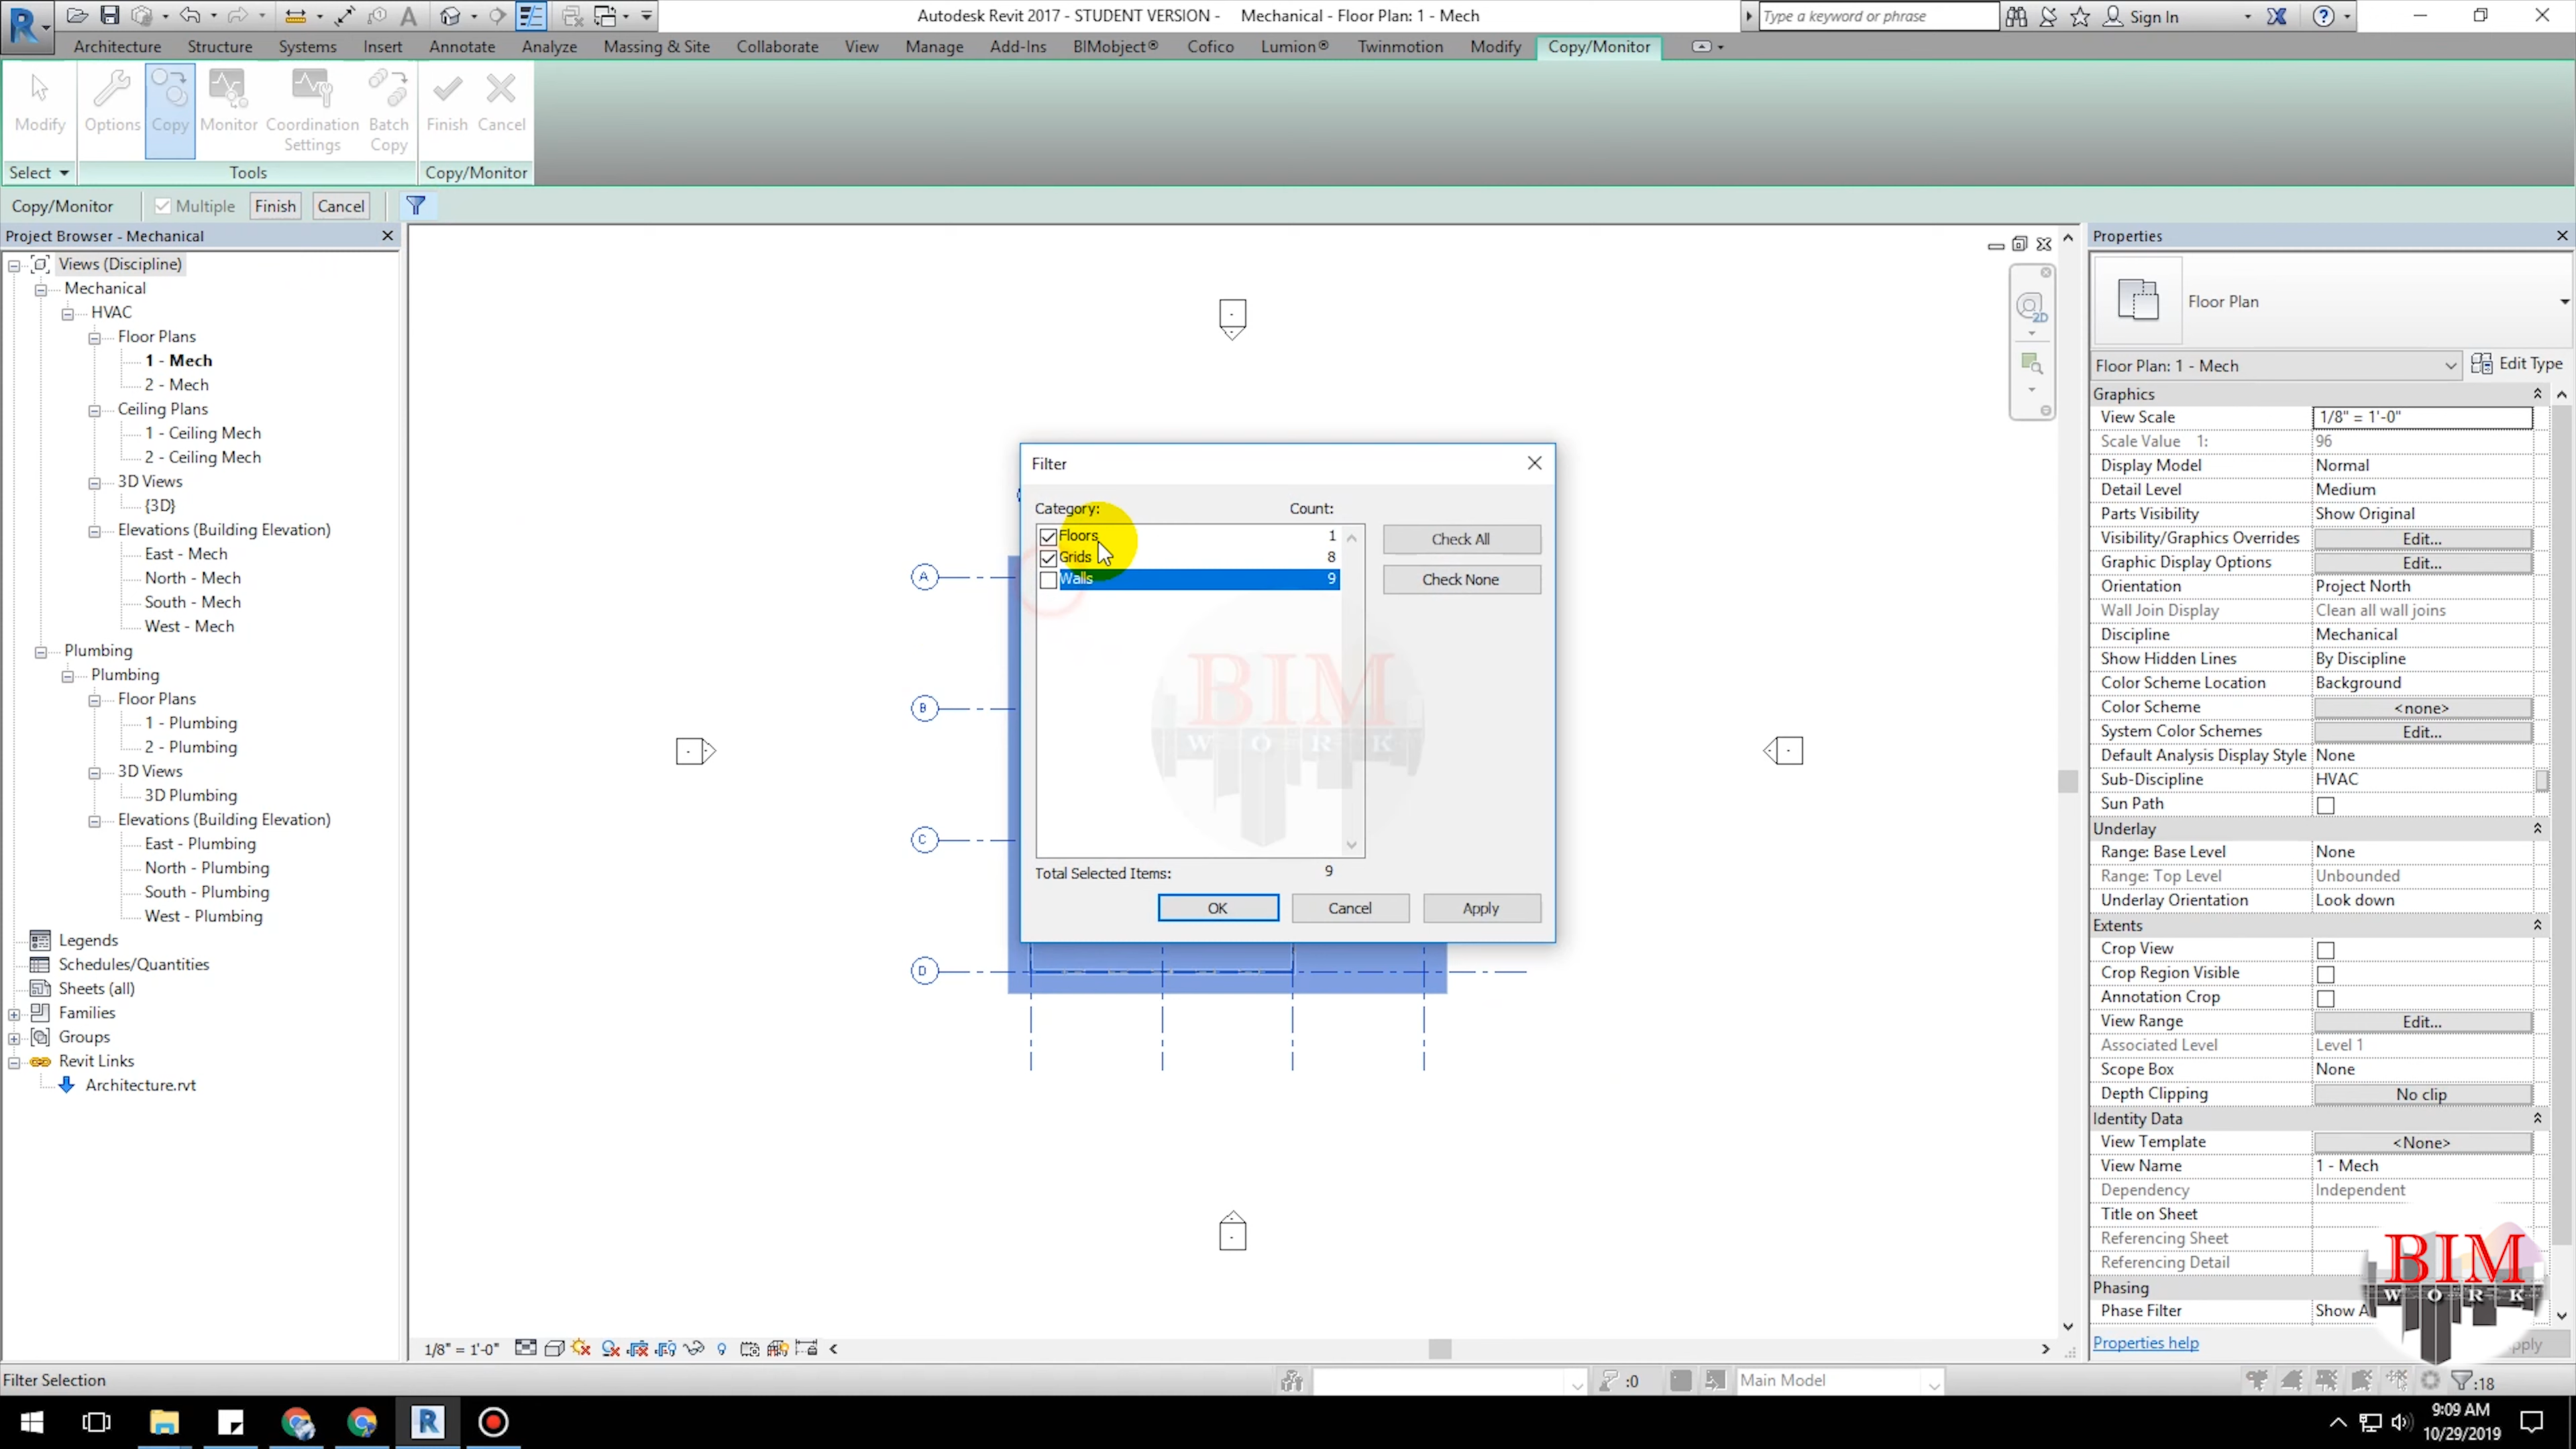 Autodesk Revit 2017 - STUDENT VERSION - Mechanical - Floor Plan: 1 - Mech
Type a keyword or phrase
Sign In
Architecture Structure Systems Insert Annotate Analyze Massing & Site Collaborate View Manage Add-Ins BIMobject® Cofico Lumion® Twinmotion Modify Copy/Monitor
Modify Options Copy Monitor Coordination Settings Batch Copy Finish Cancel
Select Tools Copy/Monitor
Copy/Monitor Multiple Finish Cancel
Project Browser - Mechanical
Views (Discipline)
Mechanical
HVAC
Floor Plans
1 - Mech
2 - Mech
Ceiling Plans
1 - Ceiling Mech
2 - Ceiling Mech
3D Views
{3D}
Elevations (Building Elevation)
East - Mech
North - Mech
South - Mech
West - Mech
Plumbing
Plumbing
Floor Plans
1 - Plumbing
2 - Plumbing
3D Views
3D Plumbing
Elevations (Building Elevation)
East - Plumbing
North - Plumbing
South - Plumbing
West - Plumbing
Legends
Schedules/Quantities
Sheets (all)
Families
Groups
Revit Links
Architecture.rvt
2D
A
B
C
D
Filter
Category: Count:
Floors 1
Grids 8
Walls 9
Check All
Check None
BIM
WORK
Total Selected Items: 9
OK Cancel Apply
Properties
Floor Plan
Floor Plan: 1 - Mech Edit Type
Graphics
View Scale 1/8" = 1'-0"
Scale Value 1: 96
Display Model Normal
Detail Level Medium
Parts Visibility Show Original
Visibility/Graphics Overrides Edit...
Graphic Display Options Edit...
Orientation Project North
Wall Join Display Clean all wall joins
Discipline Mechanical
Show Hidden Lines By Discipline
Color Scheme Location Background
Color Scheme <none>
System Color Schemes Edit...
Default Analysis Display Style None
Sub-Discipline HVAC
Sun Path
Underlay
Range: Base Level None
Range: Top Level Unbounded
Underlay Orientation Look down
Extents
Crop View
Crop Region Visible
Annotation Crop
View Range Edit...
Associated Level Level 1
Scope Box None
Depth Clipping No clip
Identity Data
View Template <None>
View Name 1 - Mech
Dependency Independent
Title on Sheet
Referencing Sheet
Referencing Detail
Phasing
Phase Filter Show A
Properties help
BIM
WORK
1/8" = 1'-0"
Filter Selection
:0
Main Model
:18
9:09 AM
10/29/2019